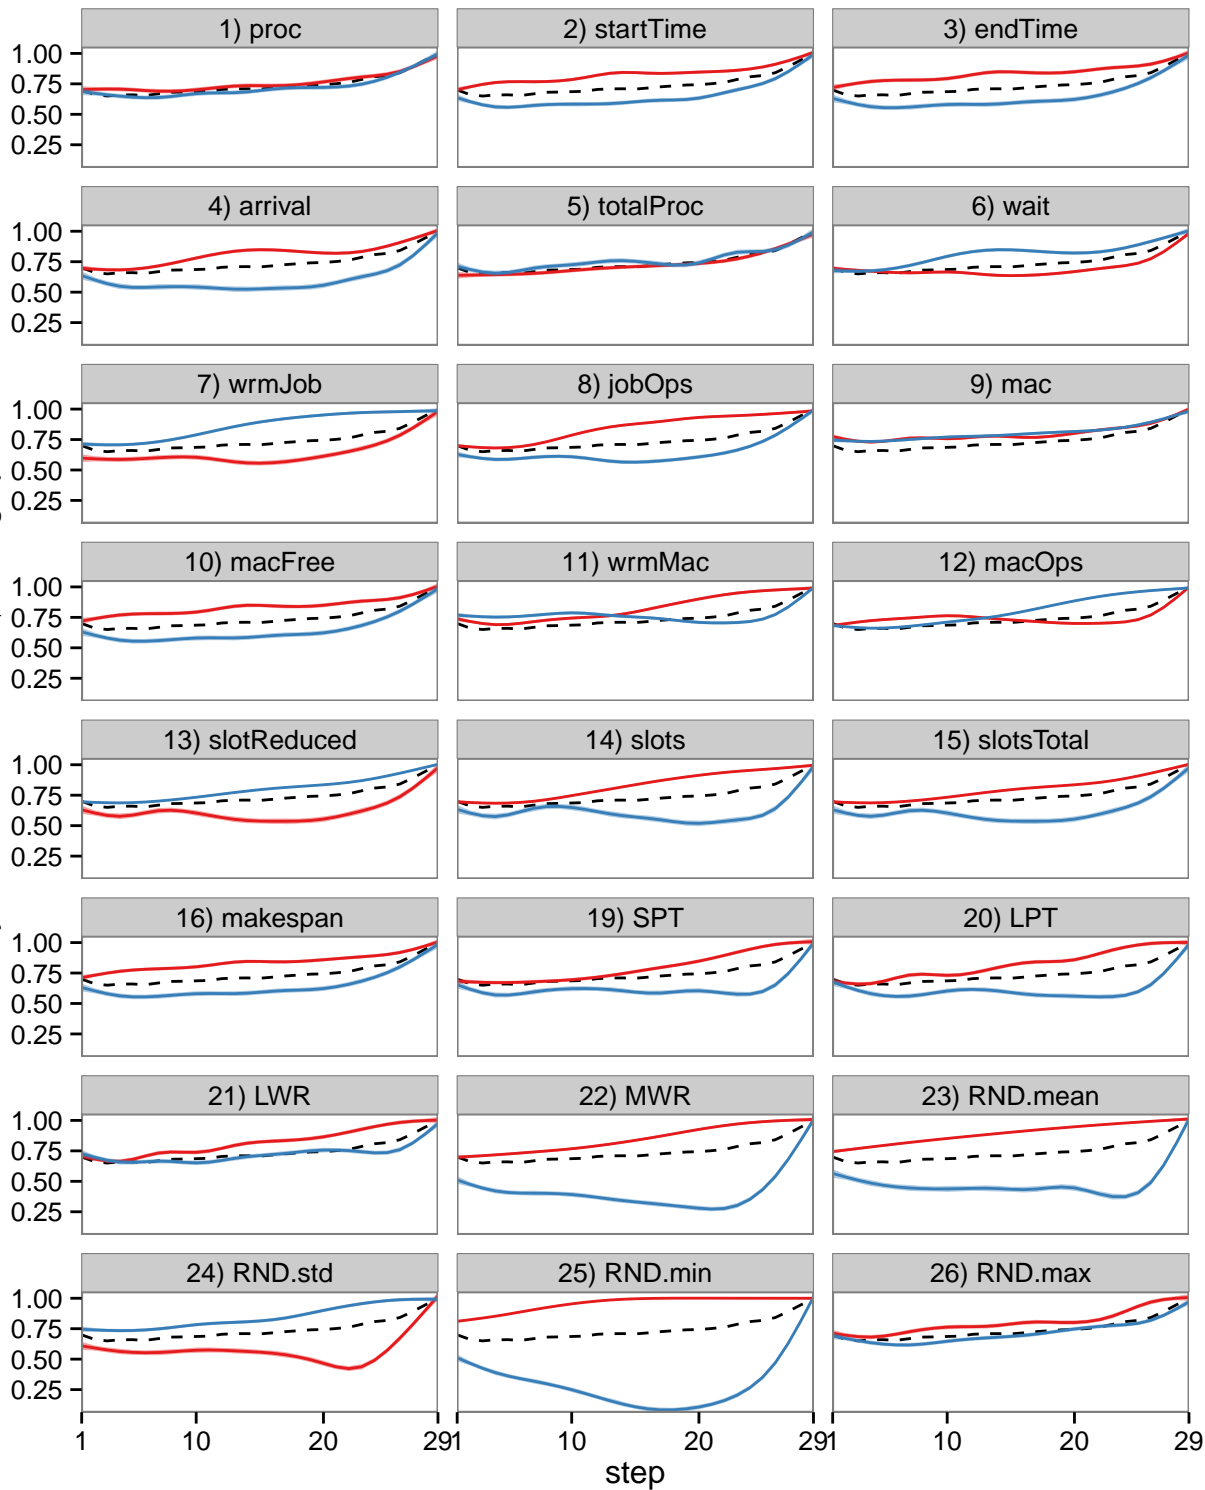 1) proc
2) startTime
3) endTime
1.00
0.75
0.50
0.25
4) arrival
5) totalProc
6) wait
1.00
0.75
0.50
0.25
7) wrmJob
8) jobOps
9) mac
1.00
0.75
0.50
0.25
10) macFree
11) wrmMac
12) macOps
1.00
0.75
0.50
0.25
13) slotReduced
14) slots
15) slotsTotal
1.00
0.75
0.50
0.25
16) makespan
19) SPT
20) LPT
1.00
0.75
0.50
0.25
21) LWR
22) MWR
23) RND.mean
1.00
0.75
0.50
0.25
24) RND.std
25) RND.min
26) RND.max
1.00
0.75
0.50
0.25
1 10 20 29 1 10 20 29 1 10 20 29
step